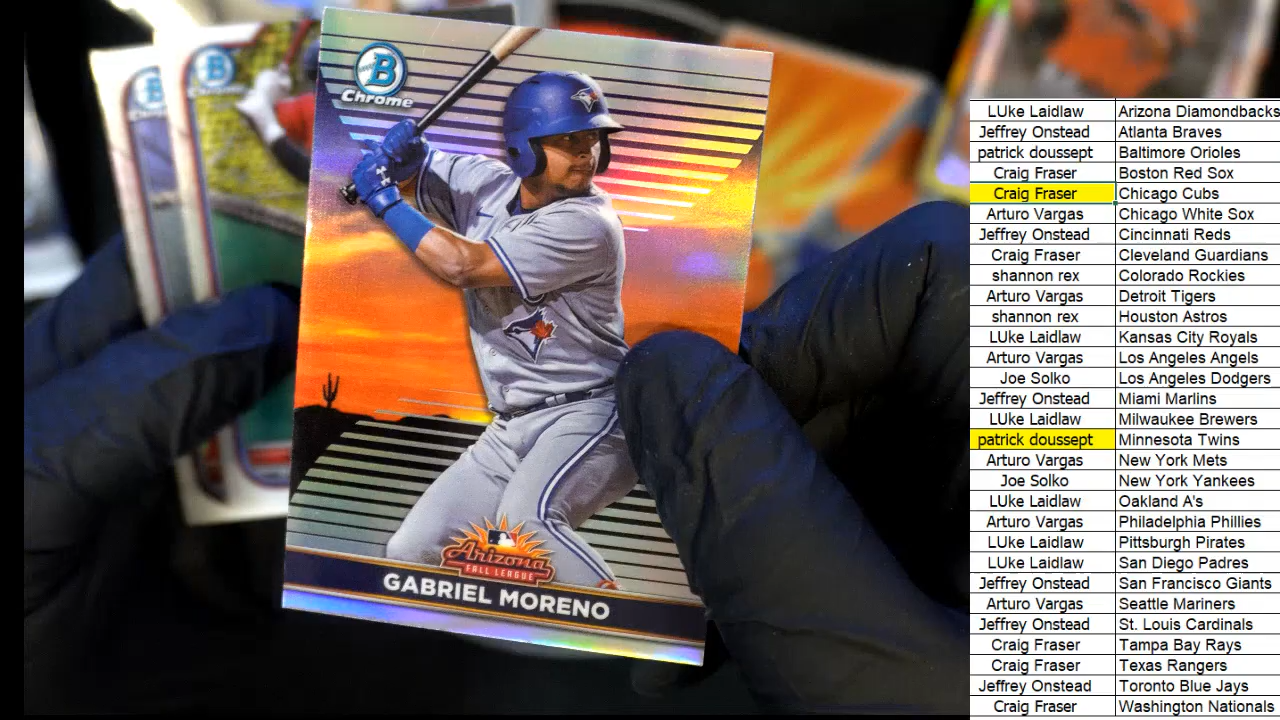 B
Chrome
Arizona
FALL LEAGUE
GABRIEL MORENO
LUke Laidlaw Arizona Diamondbacks
Jeffrey Onstead Atlanta Braves
patrick doussept Baltimore Orioles
Craig Fraser Boston Red Sox
Craig Fraser Chicago Cubs
Arturo Vargas Chicago White Sox
Jeffrey Onstead Cincinnati Reds
Craig Fraser Cleveland Guardians
shannon rex Colorado Rockies
Arturo Vargas Detroit Tigers
shannon rex Houston Astros
LUke Laidlaw Kansas City Royals
Arturo Vargas Los Angeles Angels
Joe Solko Los Angeles Dodgers
Jeffrey Onstead Miami Marlins
LUke Laidlaw Milwaukee Brewers
patrick doussept Minnesota Twins
Arturo Vargas New York Mets
Joe Solko New York Yankees
LUke Laidlaw Oakland A's
Arturo Vargas Philadelphia Phillies
LUke Laidlaw Pittsburgh Pirates
LUke Laidlaw San Diego Padres
Jeffrey Onstead San Francisco Giants
Arturo Vargas Seattle Mariners
Jeffrey Onstead St. Louis Cardinals
Craig Fraser Tampa Bay Rays
Craig Fraser Texas Rangers
Jeffrey Onstead Toronto Blue Jays
Craig Fraser Washington Nationals